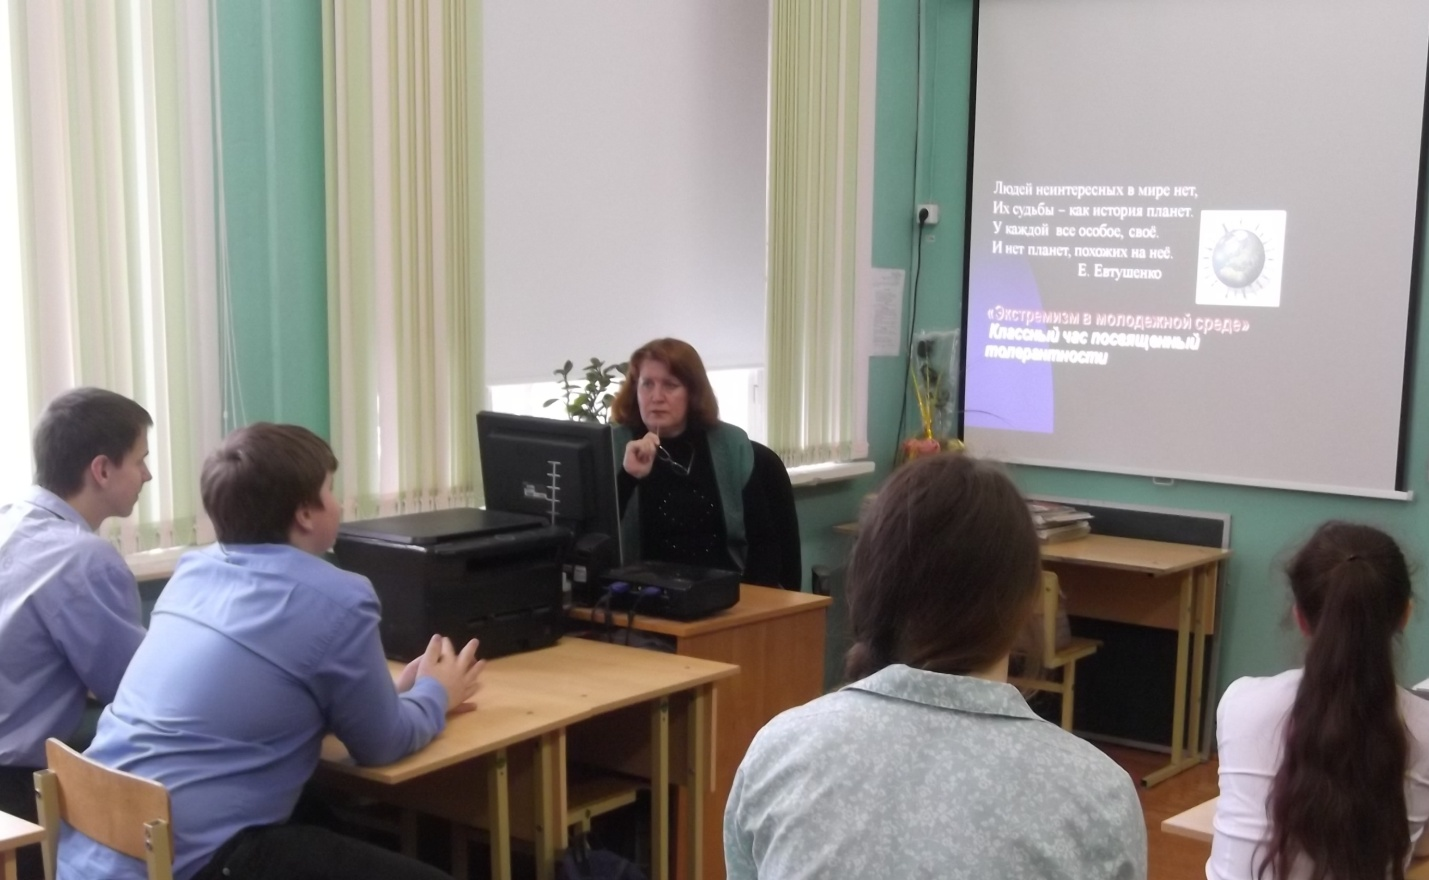 Людей неинтересных в мире нет,
Их судьбы – как история планет.
У каждой все особое, своё.
И нет планет, похожих на неё.
Е. Евтушенко
«Экстремизм в молодежной среде»
Классный час посвященный
толерантности